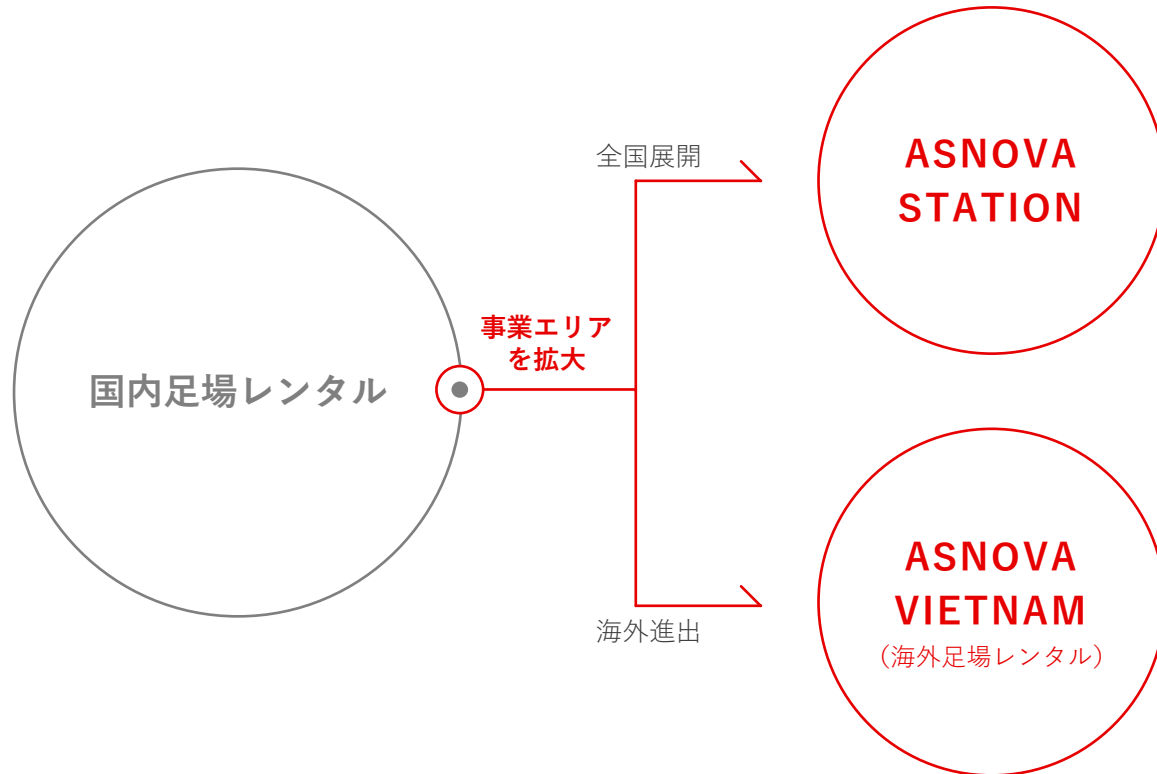 国内足場レンタル
事業エリア
を拡大
全国展開
ASNOVA
STATION
海外進出
ASNOVA
VIETNAM
（海外足場レンタル）